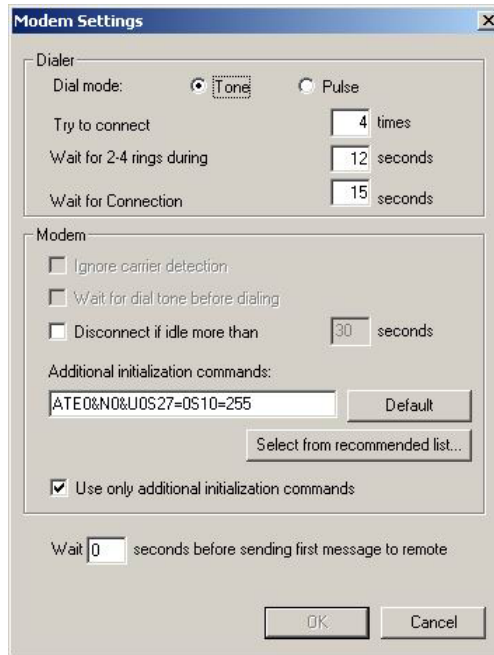 Modem Settings
Dialer
Dial mode: Tone Pulse
Try to connect 4 times
Wait for 2-4 rings during 12 seconds
Wait for Connection 15 seconds
Modem
Ignore carrier detection
Wait for dial tone before dialing
Disconnect if idle more than 30 seconds
Additional initialization commands:
ATE0&N0&U0S27=0S10=255 Default
Select from recommended list...
Use only additional initialization commands
Wait 0 seconds before sending first message to remote
OK Cancel